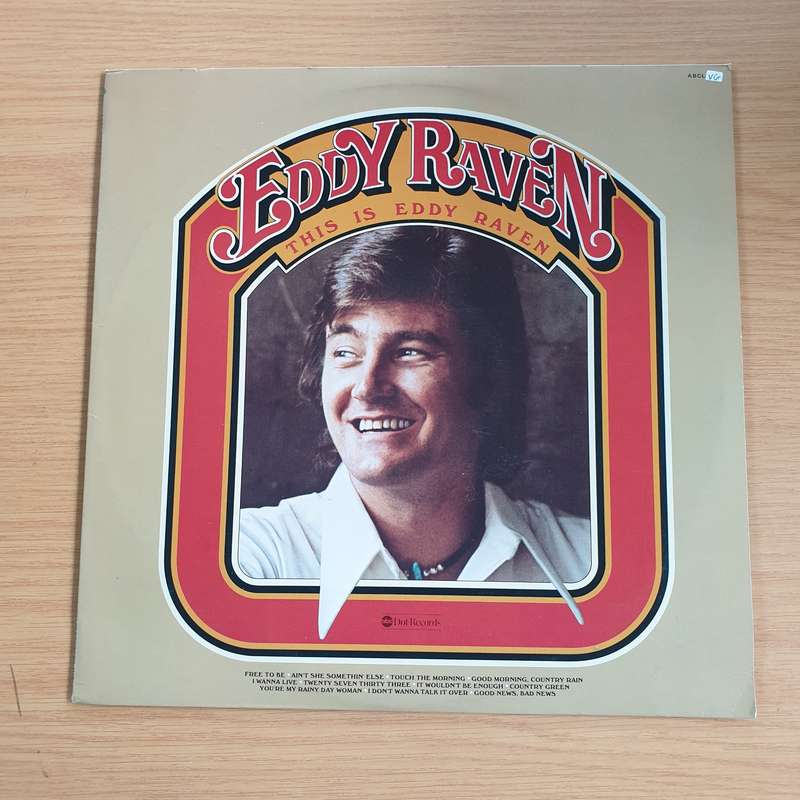 ABCL VG
EDDY RAVEN
THIS IS EDDY RAVEN
abc Dot Records
FREE TO BE · AIN'T SHE SOMETHIN ELSE · TOUCH THE MORNING · GOOD MORNING, COUNTRY RAIN
I WANNA LIVE · TWENTY SEVEN THIRTY THREE · IT WOULDN'T BE ENOUGH · COUNTRY GREEN
YOU'RE MY RAINY DAY WOMAN · I DON'T WANNA TALK IT OVER · GOOD NEWS, BAD NEWS